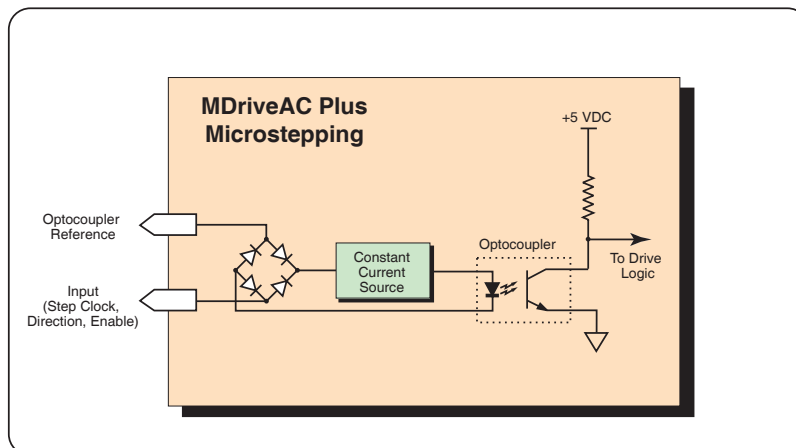 MDriveAC Plus
Microstepping
+5 VDC
Optocoupler
Reference
Optocoupler
To Drive
Logic
Constant
Current
Source
Input
(Step Clock,
Direction, Enable)